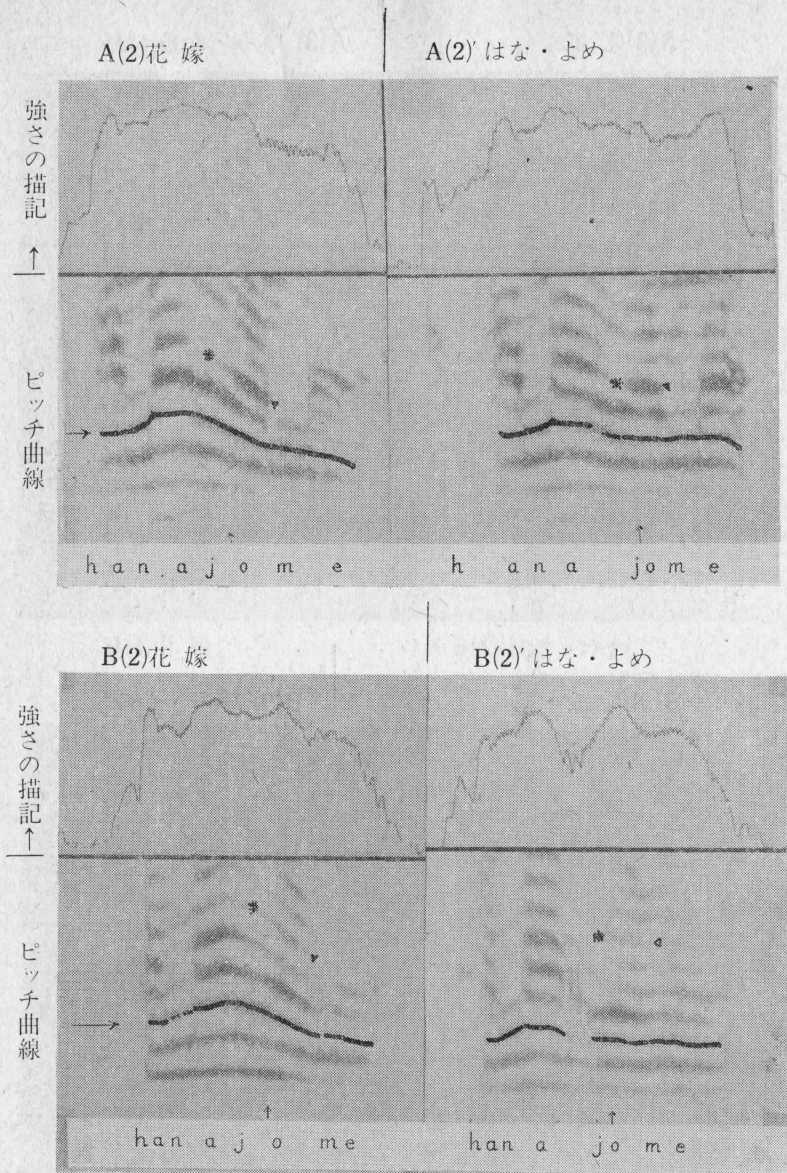 A(2)花 嫁
A(2)′はな・よめ
強さの描記 ↑
ピッチ曲線 →
h a n a j o m e
h a n a j o m e
B(2)花 嫁
B(2)′はな・よめ
強さの描記 ↑
ピッチ曲線 →
h a n a j o m e
h a n a j o m e